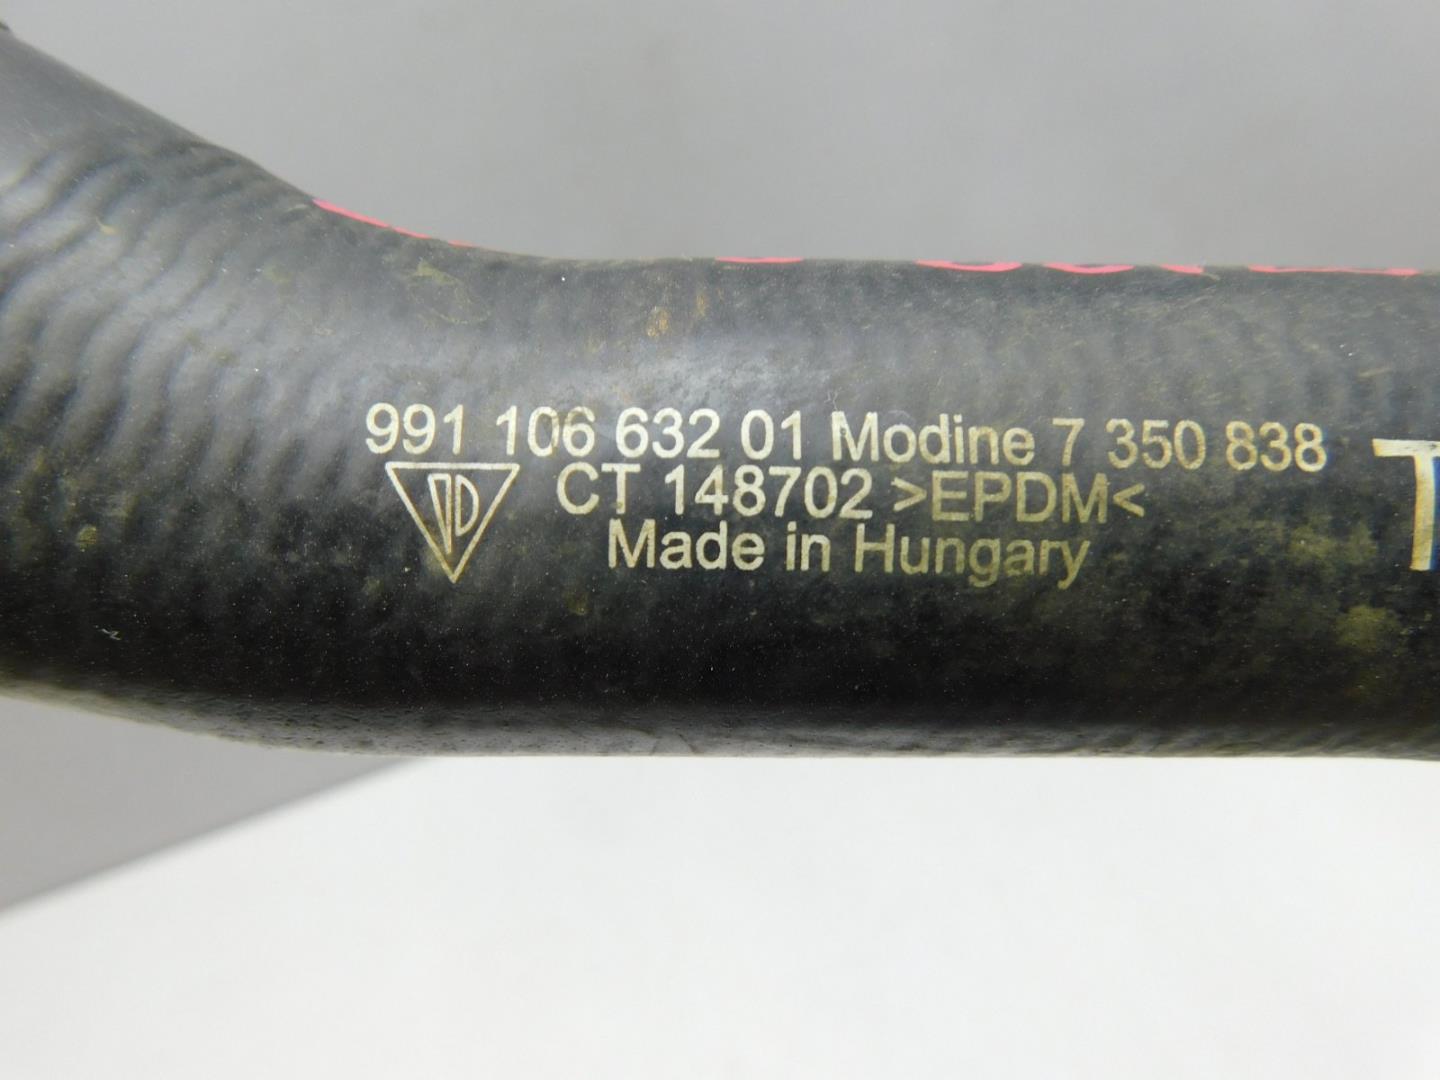 991 106 632 01 Modine 7 350 838
CT 148702 >EPDM<
Made in Hungary